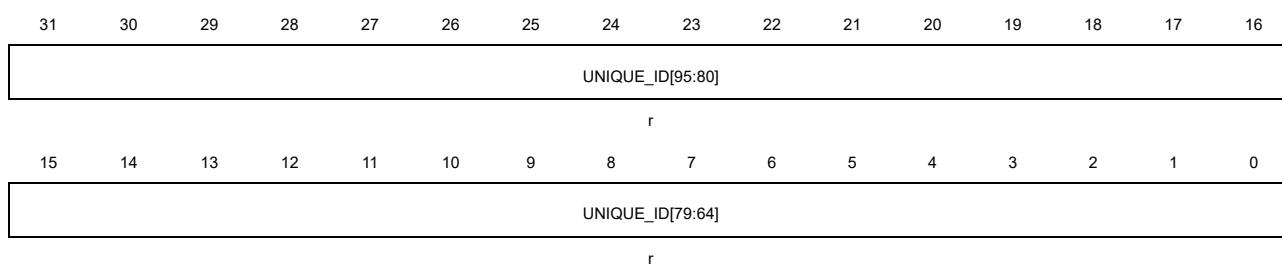 31 30 29 28 27 26 25 24 23 22 21 20 19 18 17 16
UNIQUE_ID[95:80]
r
15 14 13 12 11 10 9 8 7 6 5 4 3 2 1 0
UNIQUE_ID[79:64]
r